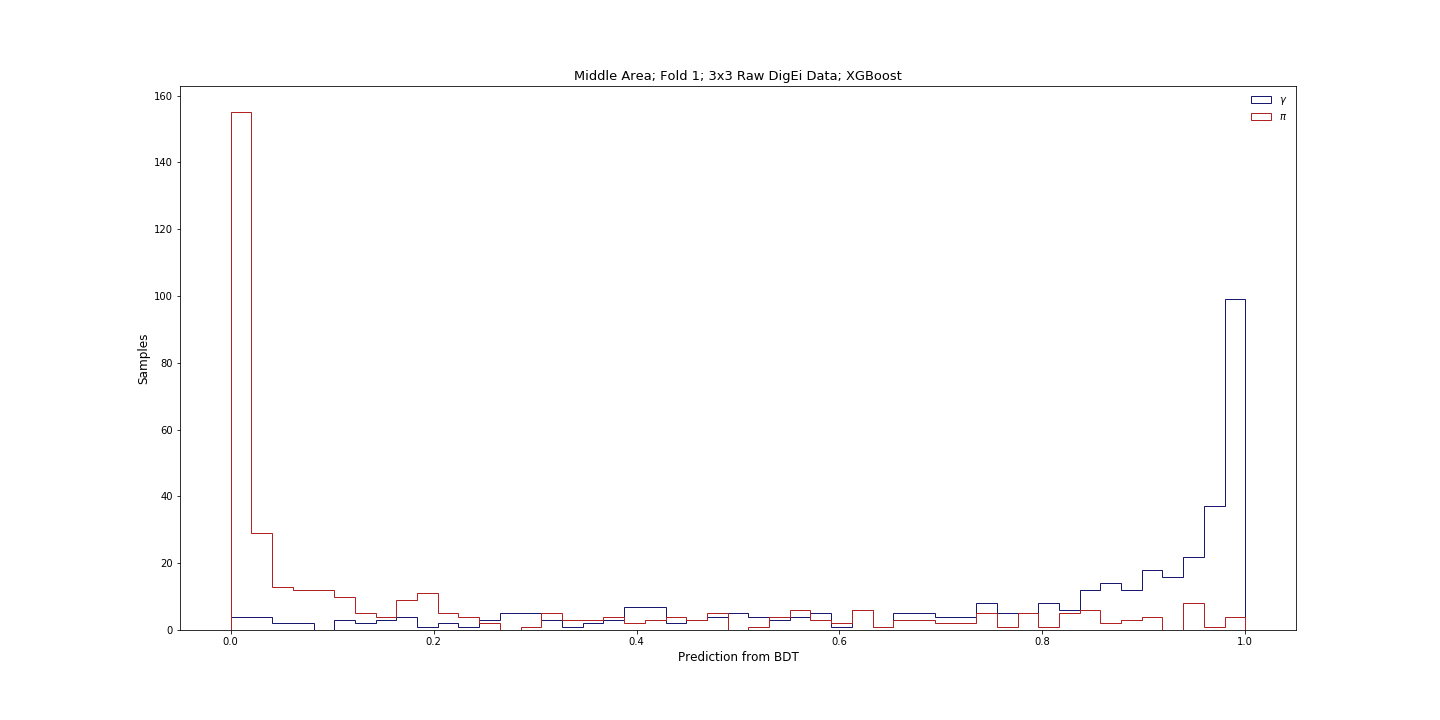 Middle Area; Fold 1; 3x3 Raw DigEi Data; XGBoost
γ
π
160
140
120
100
80
60
40
20
0
Samples
0.0 0.2 0.4 0.6 0.8 1.0
Prediction from BDT